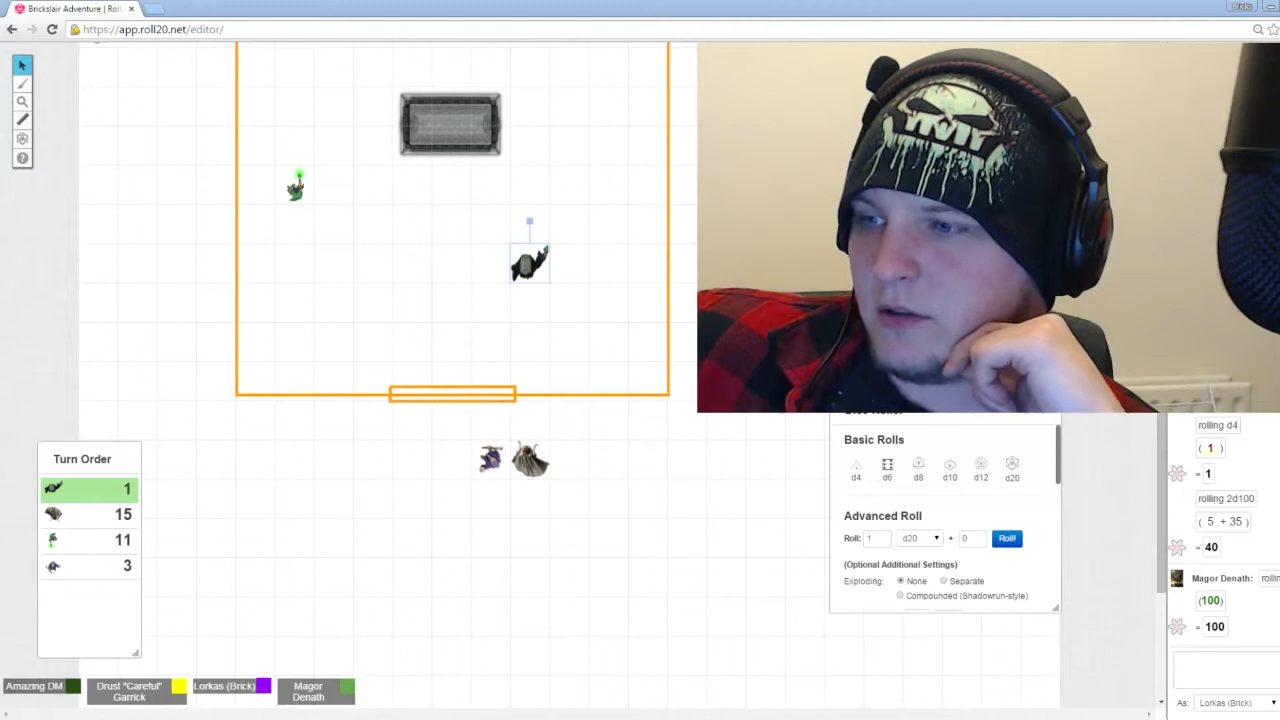 Brickslair Adventure | Roll
Bricks
https://app.roll20.net/editor/
Turn Order
1
15
11
3
Basic Rolls
d4
d6
d8
d10
d12
d20
Advanced Roll
Roll:
1
d20
+
0
Roll!
(Optional Additional Settings)
Exploding:
None
Separate
Compounded (Shadowrun-style)
rolling d4
( 1 )
= 1
rolling 2d100
( 5 + 35 )
= 40
Magor Denath:
(100)
= 100
As:
Lorkas (Brick)
Amazing DM
Drust "Careful"
Garrick
Lorkas (Brick)
Magor
Denath